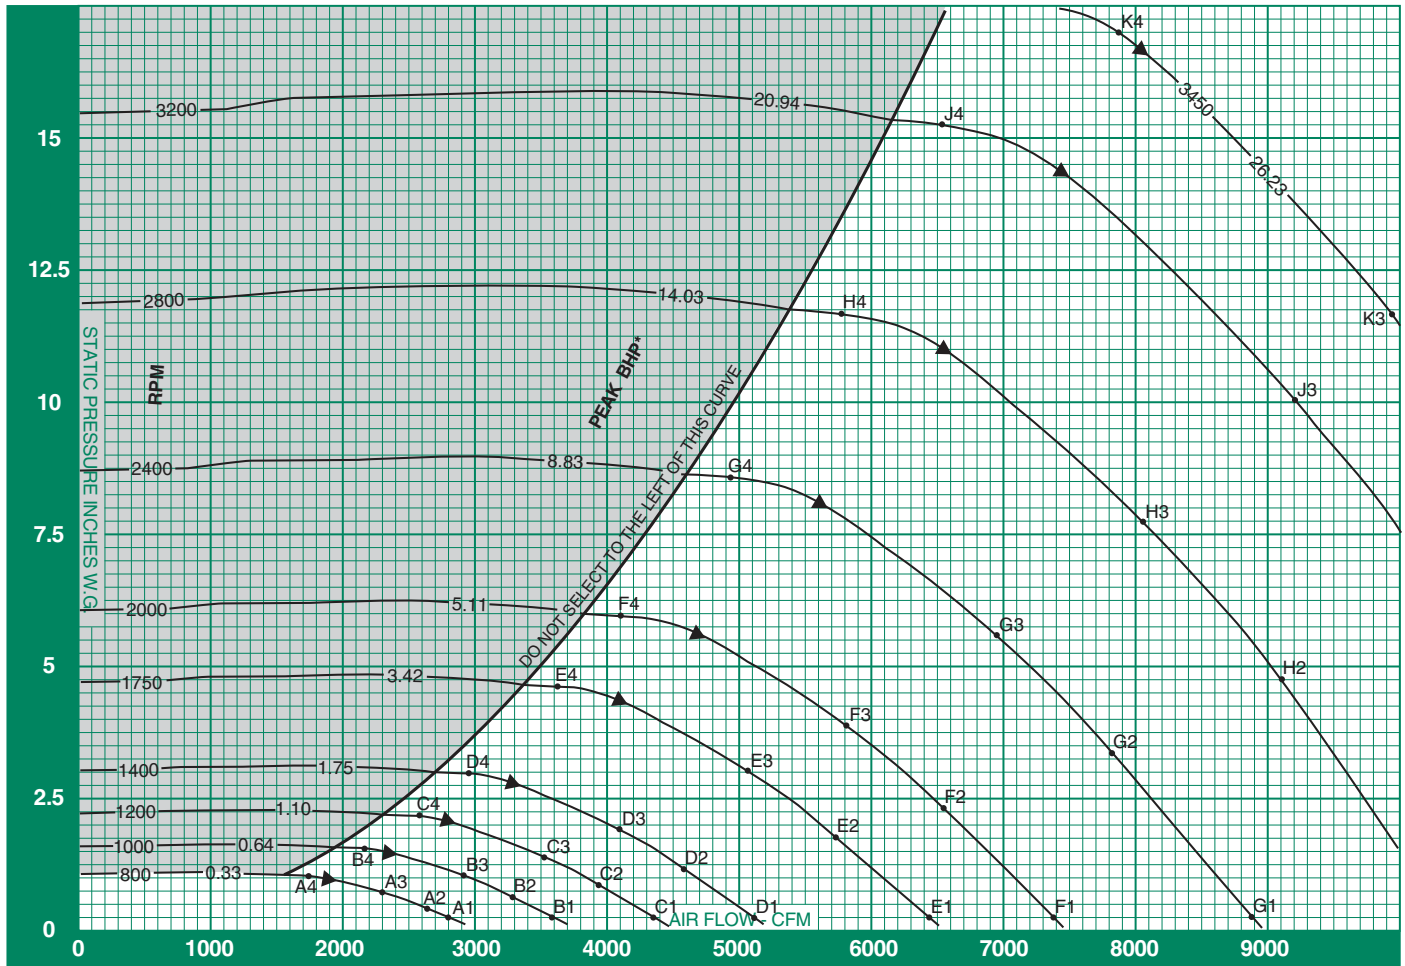 K4
3450
26.23
3200
20.94
J4
15
12.5
2800
14.03
H4
K3
STATIC PRESSURE INCHES W.G.
RPM
PEAK BHP*
DO NOT SELECT TO THE LEFT OF THIS CURVE
10
J3
2400
8.83
G4
7.5
H3
2000
5.11
F4
G3
5
1750
3.42
E4
H2
F3
G2
1400
1.75
D4
E3
2.5
1200
1.10
C4
F2
D3
E2
1000
0.64
B4
C3
D2
800
0.33
A4
A3
B3
C2
B2
A2
A1
B1
C1
D1
E1
F1
G1
AIR FLOW - CFM
0
0 1000 2000 3000 4000 5000 6000 7000 8000 9000